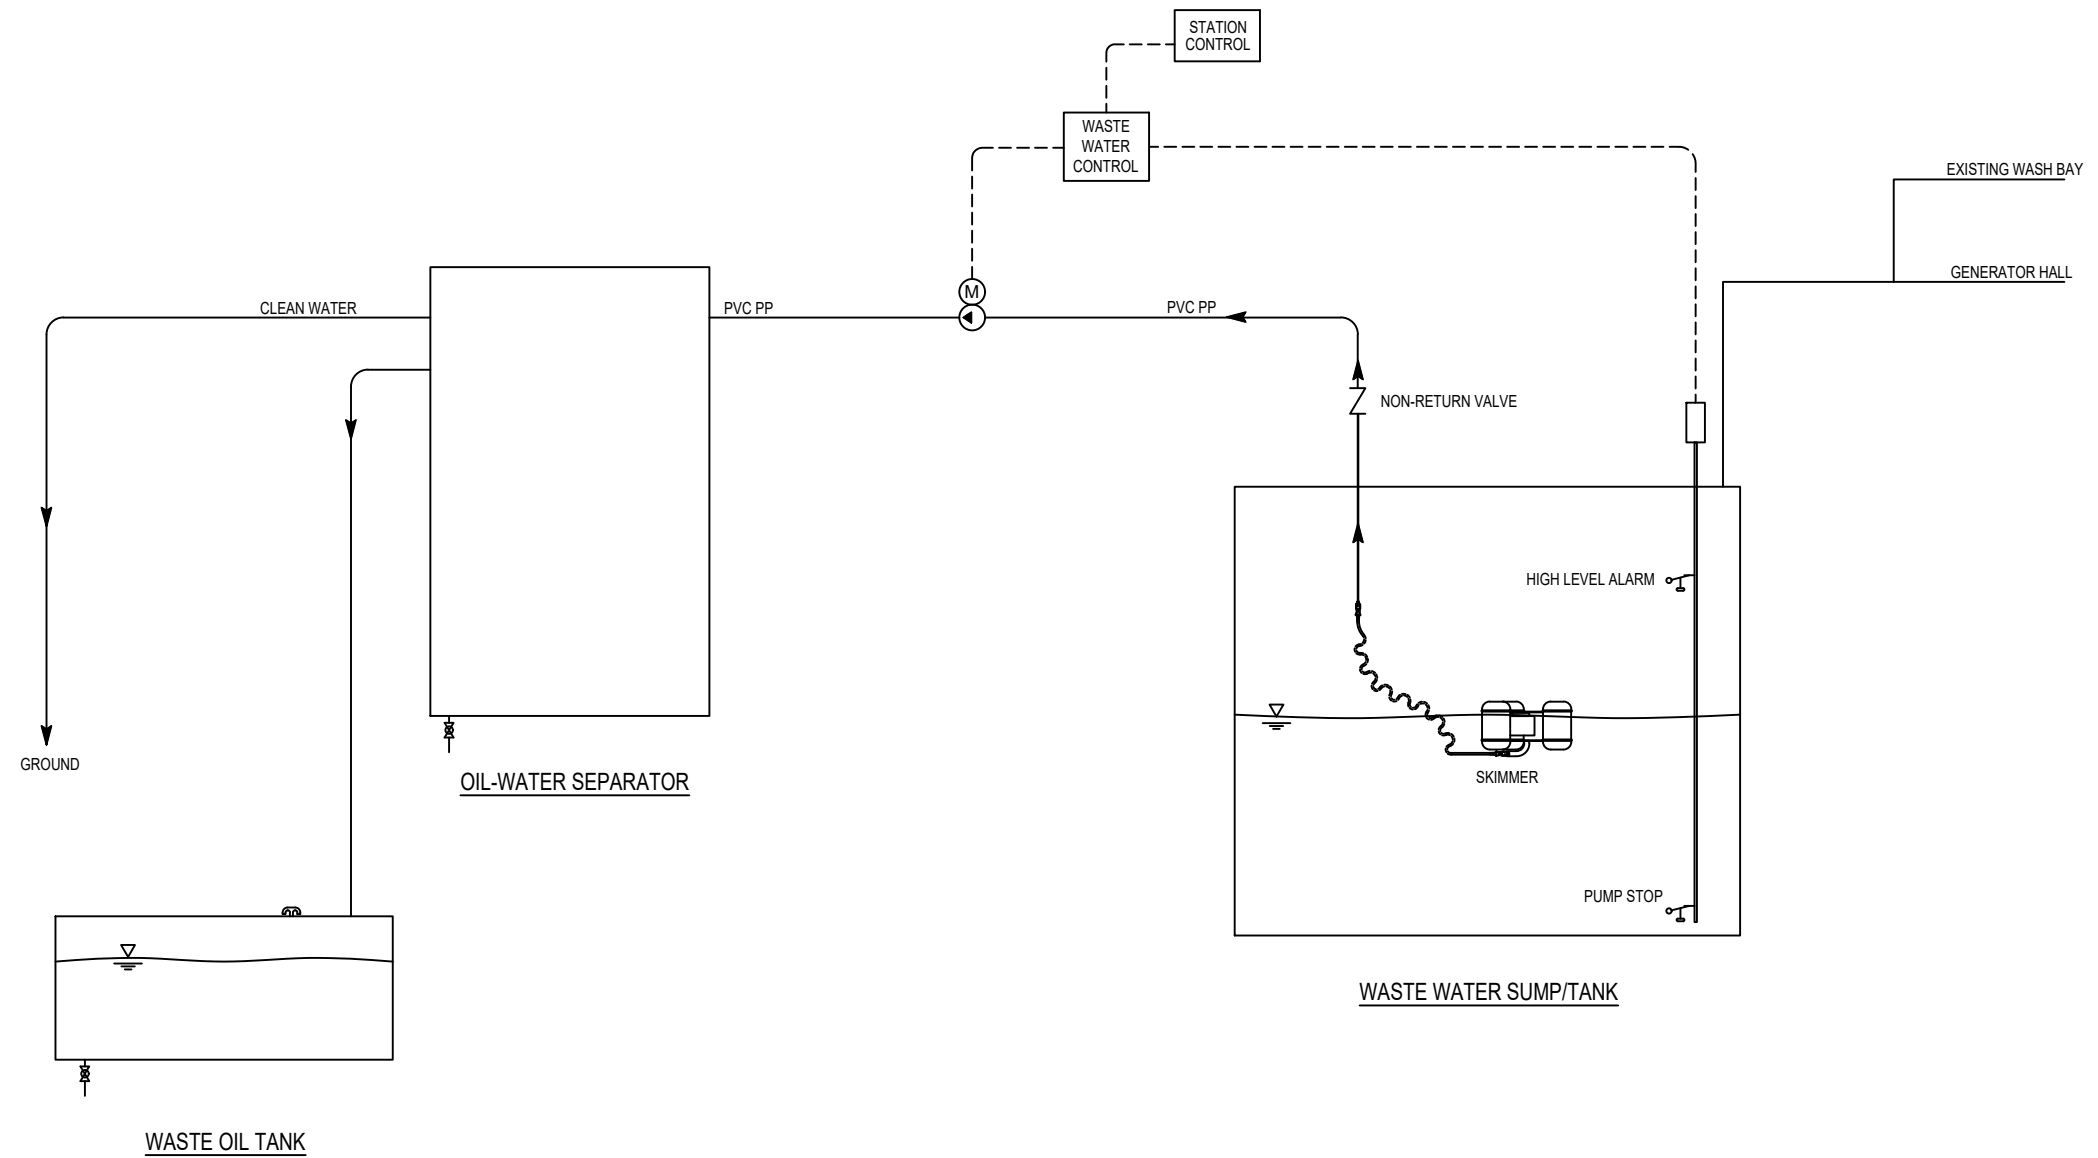 STATION
CONTROL
WASTE
WATER
CONTROL
EXISTING WASH BAY
GENERATOR HALL
M
CLEAN WATER
PVC PP
PVC PP
NON-RETURN VALVE
HIGH LEVEL ALARM
GROUND
OIL-WATER SEPARATOR
SKIMMER
PUMP STOP
WASTE WATER SUMP/TANK
WASTE OIL TANK